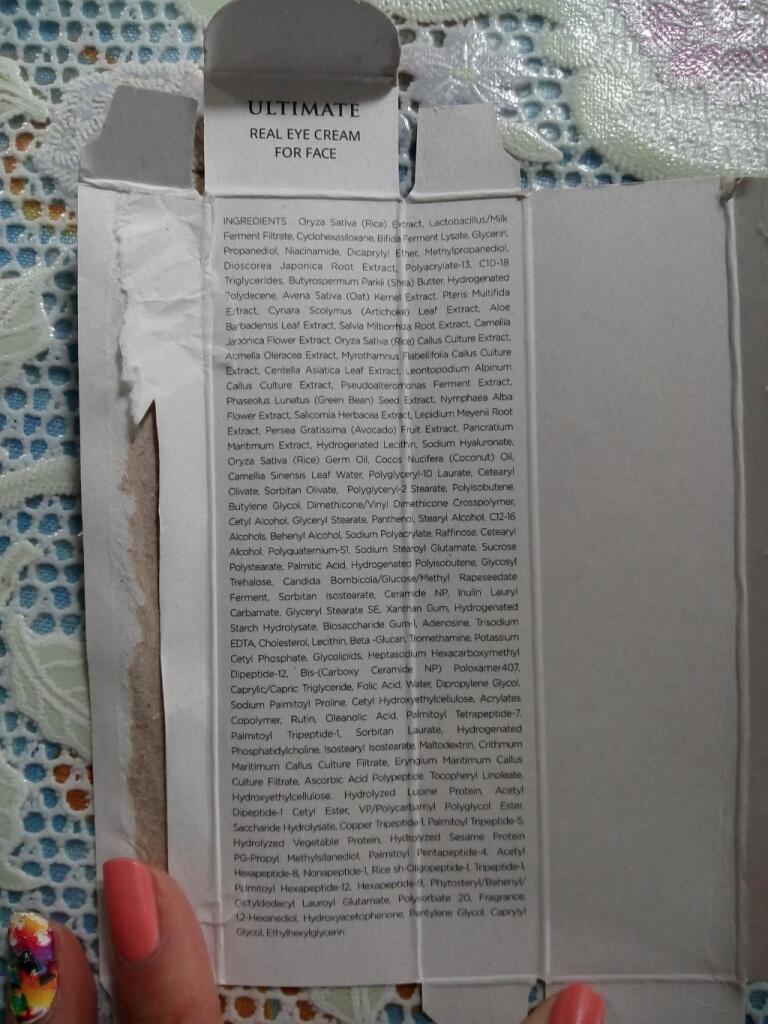 ULTIMATE
REAL EYE CREAM
FOR FACE
INGREDIENTS : Oryza Sativa (Rice) Extract, Lactobacillus/Milk
Ferment Filtrate, Cyclohexasiloxane, Bifida Ferment Lysate, Glycerin,
Propanediol, Niacinamide, Dicaprylyl Ether, Methylpropanediol,
Dioscorea Japonica Root Extract, Polyacrylate-13, C10-18
Triglycerides, Butyrospermum Parkii (Shea) Butter, Hydrogenated
Polydecene, Avena Sativa (Oat) Kernel Extract, Pteris Multifida
Extract, Cynara Scolymus (Artichoke) Leaf Extract, Aloe
Barbadensis Leaf Extract, Salvia Miltiorrhiza Root Extract, Camellia
Japonica Flower Extract, Oryza Sativa (Rice) Callus Culture Extract,
Acmella Oleracea Extract, Myrothamnus Flabellifolia Callus Culture
Extract, Centella Asiatica Leaf Extract, Leontopodium Alpinum
Callus Culture Extract, Pseudoalteromonas Ferment Extract,
Phaseolus Lunatus (Green Bean) Seed Extract, Nymphaea Alba
Flower Extract, Salicornia Herbacea Extract, Lepidium Meyenii Root
Extract, Persea Gratissima (Avocado) Fruit Extract, Pancratium
Maritimum Extract, Hydrogenated Lecithin, Sodium Hyaluronate,
Oryza Sativa (Rice) Germ Oil, Cocos Nucifera (Coconut) Oil,
Camellia Sinensis Leaf Water, Polyglyceryl-10 Laurate, Cetearyl
Olivate, Sorbitan Olivate, Polyglyceryl-2 Stearate, Polyisobutene,
Butylene Glycol, Dimethicone/Vinyl Dimethicone Crosspolymer,
Cetyl Alcohol, Glyceryl Stearate, Panthenol, Stearyl Alcohol, C12-16
Alcohols, Behenyl Alcohol, Sodium Polyacrylate, Raffinose, Cetearyl
Alcohol, Polyquaternium-51, Sodium Stearoyl Glutamate, Sucrose
Polystearate, Palmitic Acid, Hydrogenated Polyisobutene, Glycosyl
Trehalose, Candida Bombicola/Glucose/Methyl Rapeseedate
Ferment, Sorbitan Isostearate, Ceramide NP, Inulin Lauryl
Carbamate, Glyceryl Stearate SE, Xanthan Gum, Hydrogenated
Starch Hydrolysate, Biosaccharide Gum-1, Adenosine, Trisodium
EDTA, Cholesterol, Lecithin, Beta -Glucan, Tromethamine, Potassium
Cetyl Phosphate, Glycolipids, Heptasodium Hexacarboxymethyl
Dipeptide-12, Bis-(Carboxy Ceramide NP) Poloxamer407,
Caprylic/Capric Triglyceride, Folic Acid, Water, Dipropylene Glycol,
Sodium Palmitoyl Proline, Cetyl Hydroxyethylcellulose, Acrylates
Copolymer, Rutin, Oleanolic Acid, Palmitoyl Tetrapeptide-7,
Palmitoyl Tripeptide-1, Sorbitan Laurate, Hydrogenated
Phosphatidylcholine, Isostearyl Isostearate, Maltodextrin, Crithmum
Maritimum Callus Culture Filtrate, Eryngium Maritimum Callus
Culture Filtrate, Ascorbic Acid Polypeptide, Tocopheryl Linoleate,
Hydroxyethylcellulose, Hydrolyzed Lupine Protein, Acetyl
Dipeptide-1 Cetyl Ester, VP/Polycarbamyl Polyglycol Ester,
Saccharide Hydrolysate, Copper Tripeptide-1, Palmitoyl Tripeptide-5,
Hydrolyzed Vegetable Protein, Hydrolyzed Sesame Protein
PG-Propyl Methylsilanediol, Palmitoyl Pentapeptide-4, Acetyl
Hexapeptide-8, Nonapeptide-1, Rice sh-Oligopeptide-1, Tripeptide-1,
Palmitoyl Hexapeptide-12, Hexapeptide-9, Phytosteryl/Behenyl/
Octyldodecyl Lauroyl Glutamate, Polysorbate 20, Fragrance,
1,2-Hexanediol, Hydroxyacetophenone, Pentylene Glycol, Caprylyl
Glycol, Ethylhexylglycerin